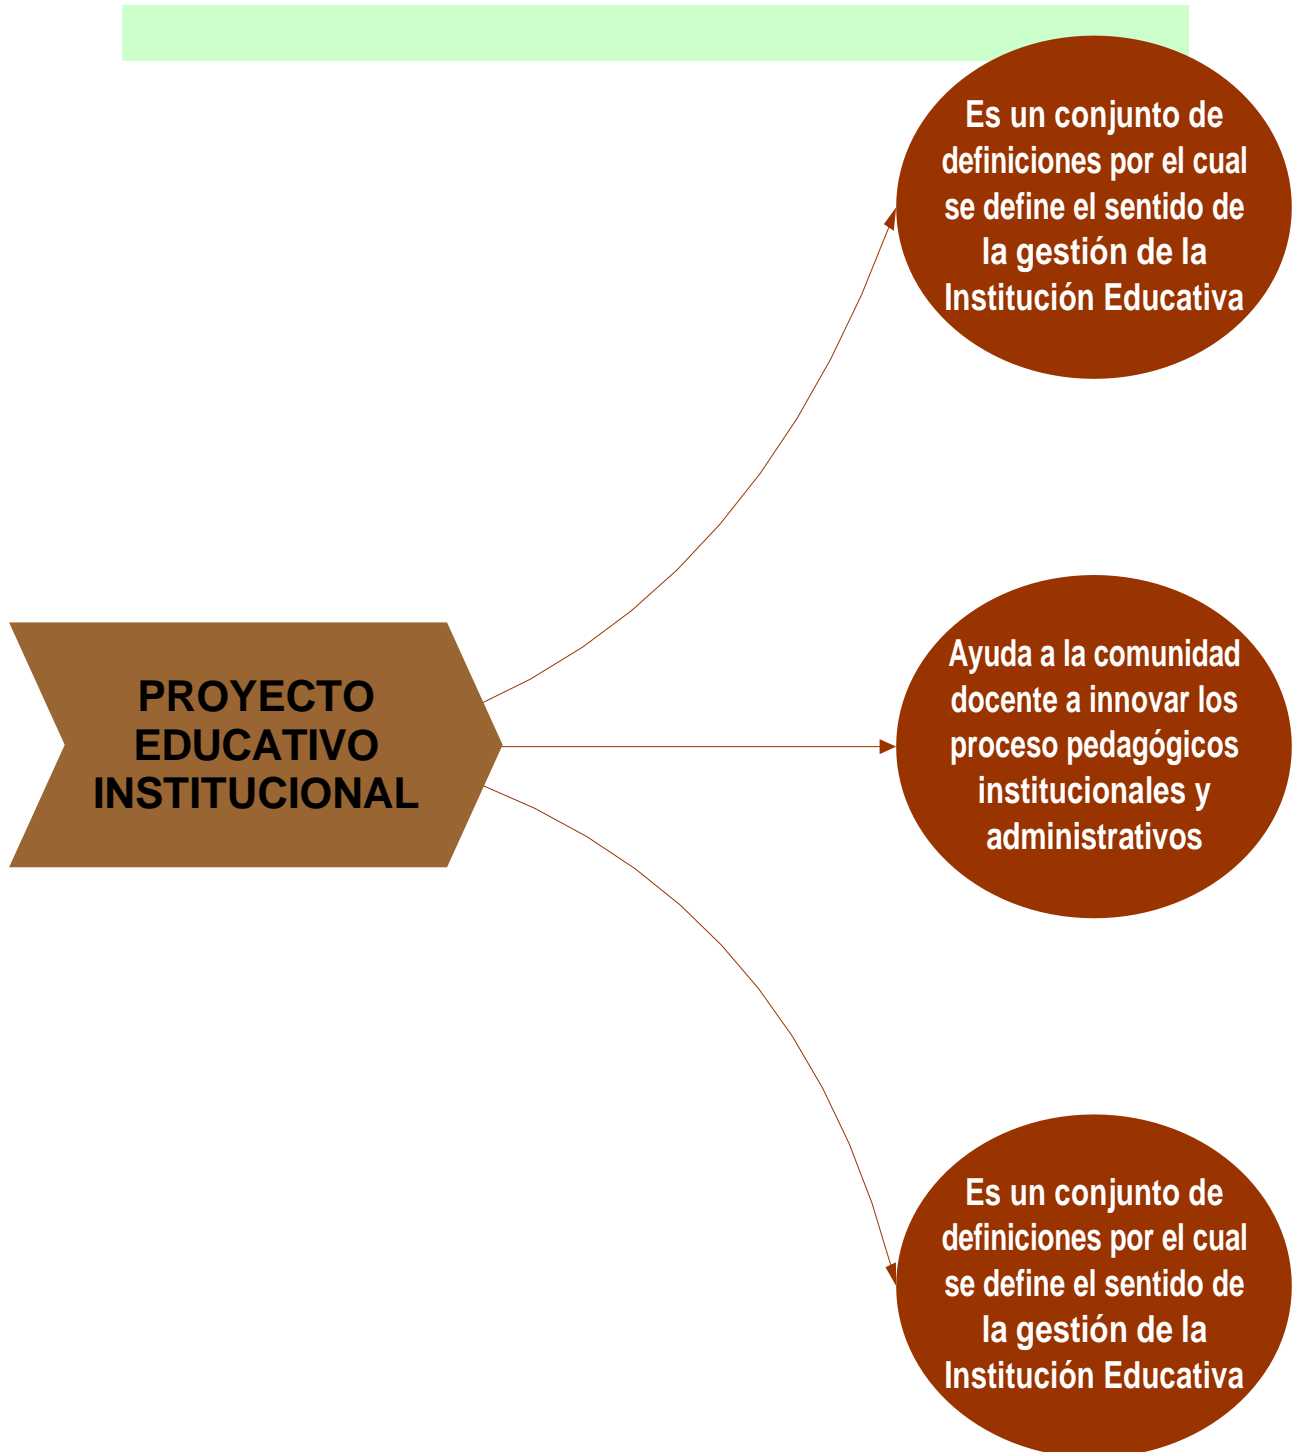 Es un conjunto de
definiciones por el cual
se define el sentido de
la gestión de la
Institución Educativa
PROYECTO
EDUCATIVO
INSTITUCIONAL
Ayuda a la comunidad
docente a innovar los
proceso pedagógicos
institucionales y
administrativos
Es un conjunto de
definiciones por el cual
se define el sentido de
la gestión de la
Institución Educativa